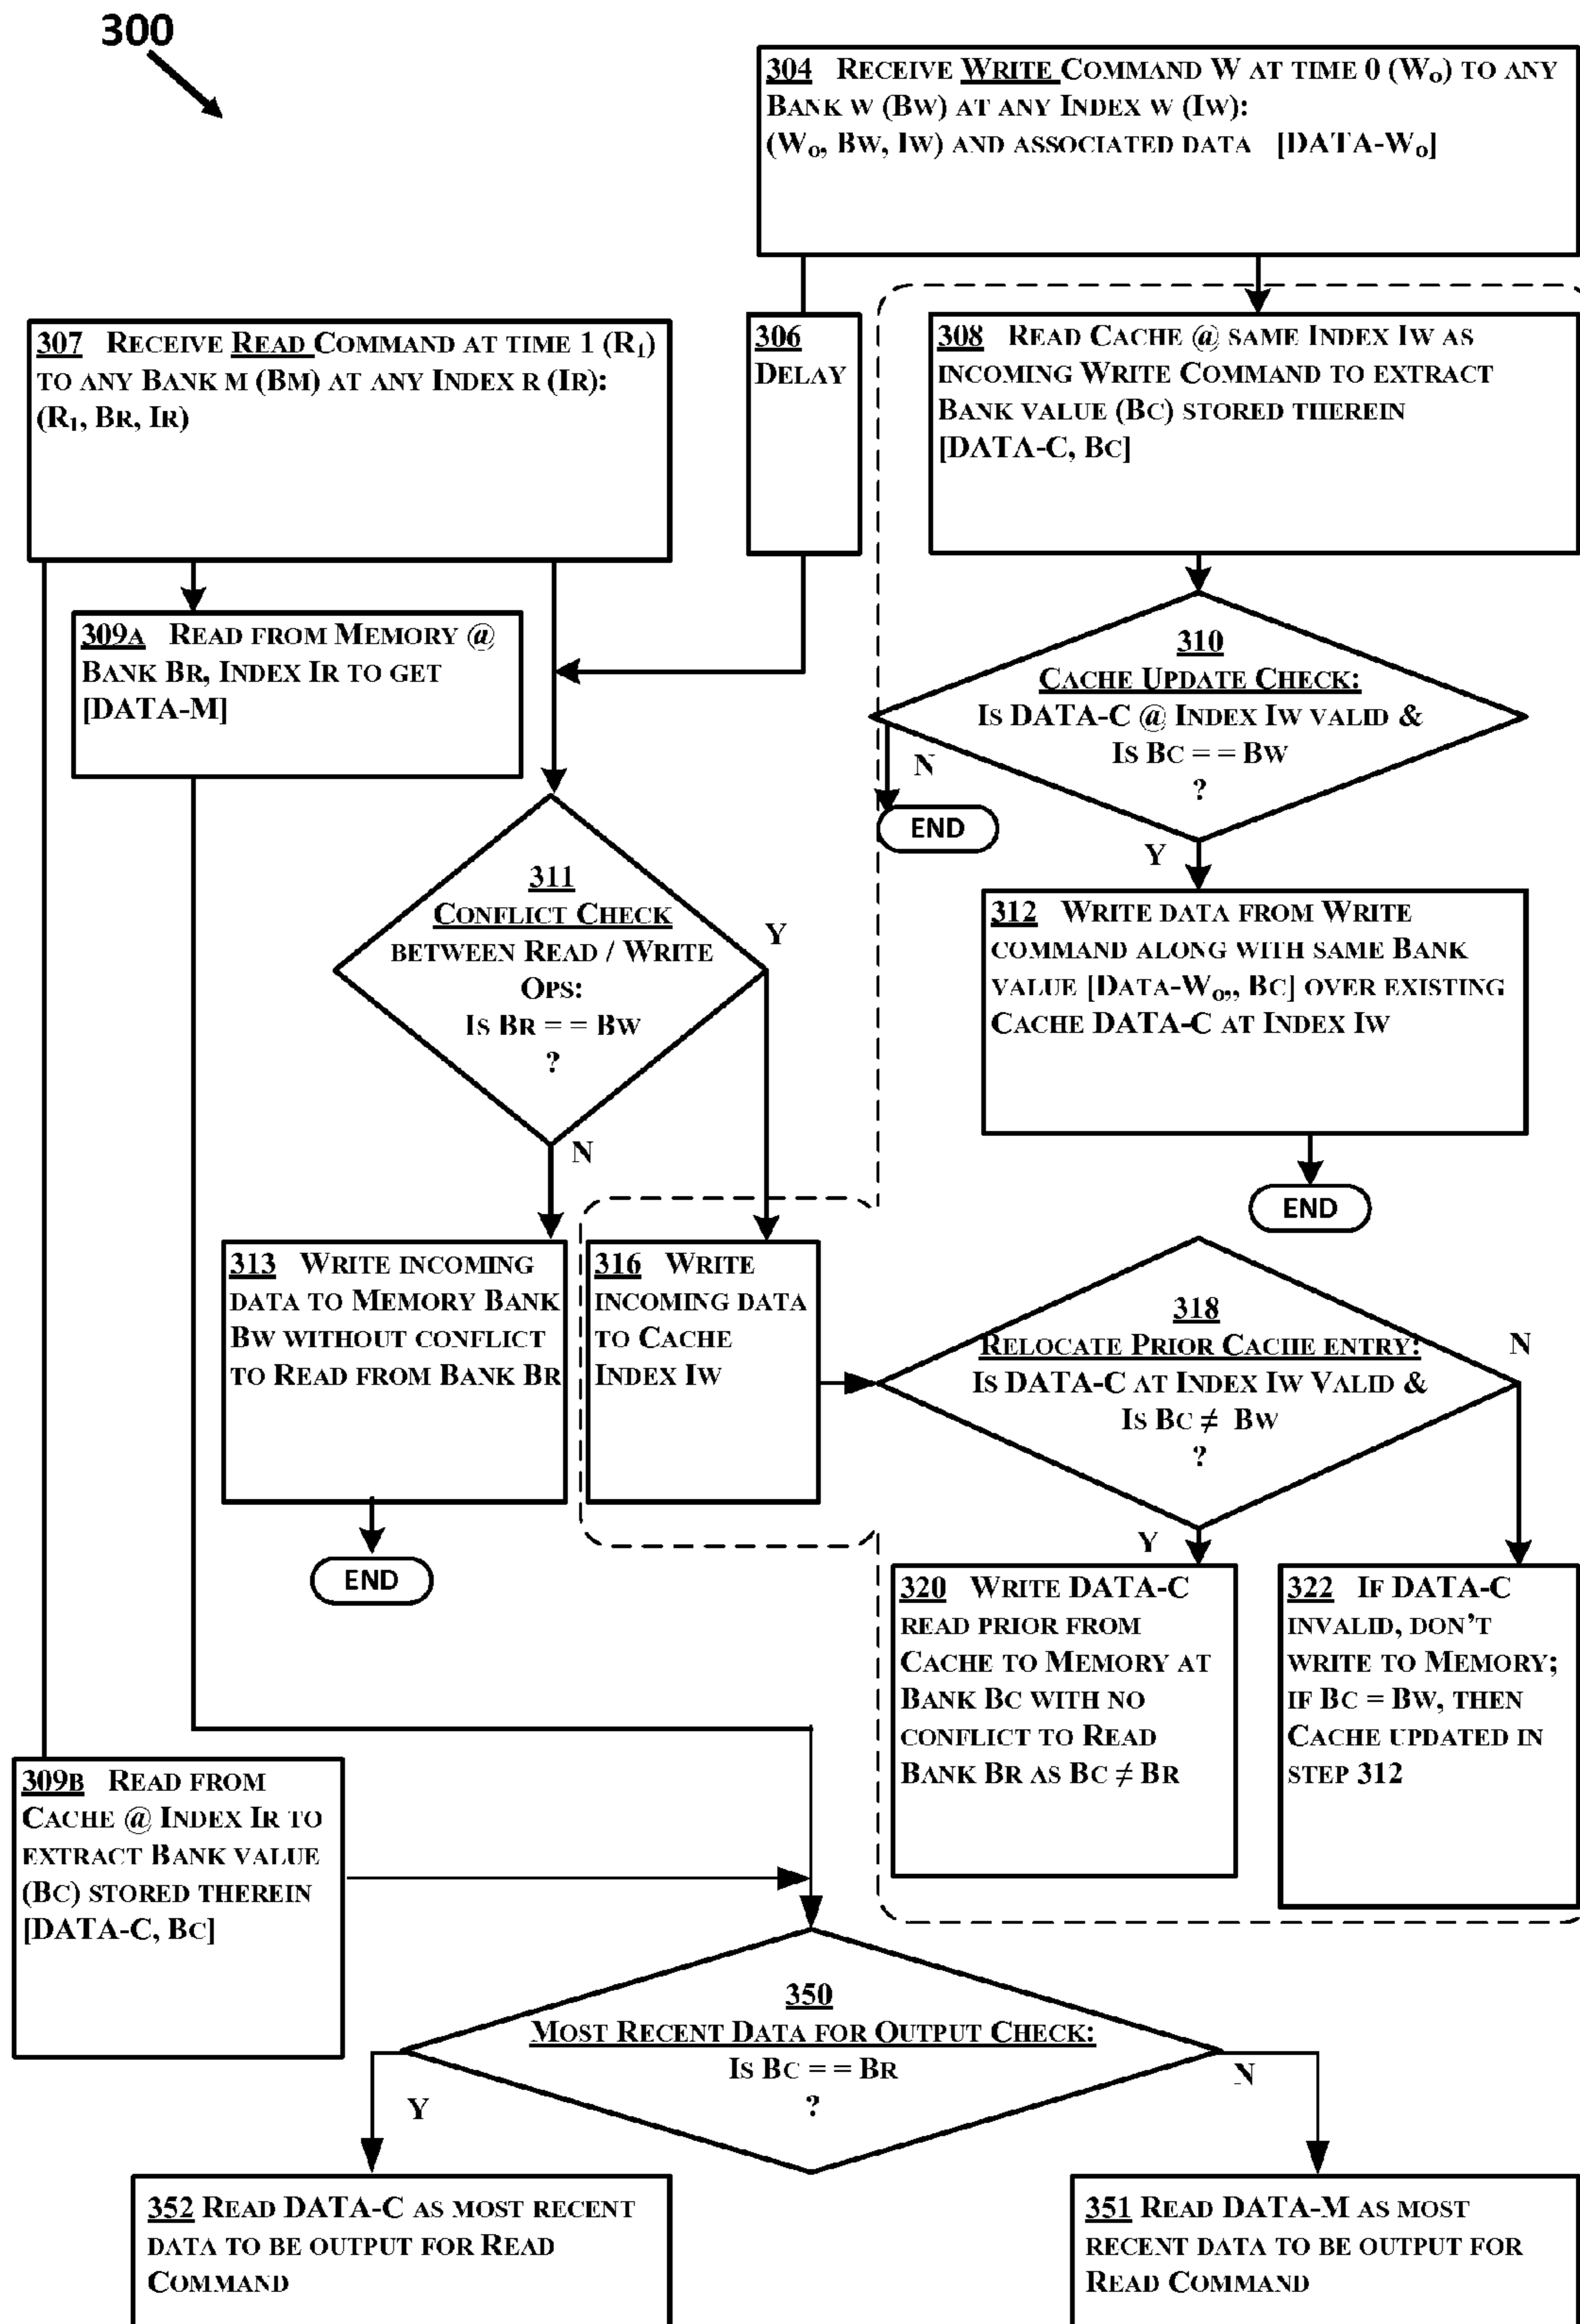 300
304 RECEIVE WRITE COMMAND W AT TIME 0 (W₀) TO ANY
BANK W (BW) AT ANY INDEX W (IW):
(W₀, BW, IW) AND ASSOCIATED DATA [DATA-W₀]
307 RECEIVE READ COMMAND AT TIME 1 (R₁)
TO ANY BANK M (BM) AT ANY INDEX R (IR):
(R₁, BR, IR)
306
DELAY
308 READ CACHE @ SAME INDEX IW AS
INCOMING WRITE COMMAND TO EXTRACT
BANK VALUE (BC) STORED THEREIN
[DATA-C, BC]
309A READ FROM MEMORY @
BANK BR, INDEX IR TO GET
[DATA-M]
310
CACHE UPDATE CHECK:
IS DATA-C @ INDEX IW VALID &
IS BC = = BW
?
N
END
Y
311
CONFLICT CHECK
BETWEEN READ / WRITE
OPS:
IS BR = = BW
?
Y
N
312 WRITE DATA FROM WRITE
COMMAND ALONG WITH SAME BANK
VALUE [DATA-W₀,, BC] OVER EXISTING
CACHE DATA-C AT INDEX IW
END
313 WRITE INCOMING
DATA TO MEMORY BANK
BW WITHOUT CONFLICT
TO READ FROM BANK BR
END
316 WRITE
INCOMING DATA
TO CACHE
INDEX IW
318
RELOCATE PRIOR CACHE ENTRY:
IS DATA-C AT INDEX IW VALID &
IS BC ≠ BW
?
N
Y
320 WRITE DATA-C
READ PRIOR FROM
CACHE TO MEMORY AT
BANK BC WITH NO
CONFLICT TO READ
BANK BR AS BC ≠ BR
322 IF DATA-C
INVALID, DON'T
WRITE TO MEMORY;
IF BC = BW, THEN
CACHE UPDATED IN
STEP 312
309B READ FROM
CACHE @ INDEX IR TO
EXTRACT BANK VALUE
(BC) STORED THEREIN
[DATA-C, BC]
350
MOST RECENT DATA FOR OUTPUT CHECK:
IS BC = = BR
?
Y
N
352 READ DATA-C AS MOST RECENT
DATA TO BE OUTPUT FOR READ
COMMAND
351 READ DATA-M AS MOST
RECENT DATA TO BE OUTPUT FOR
READ COMMAND